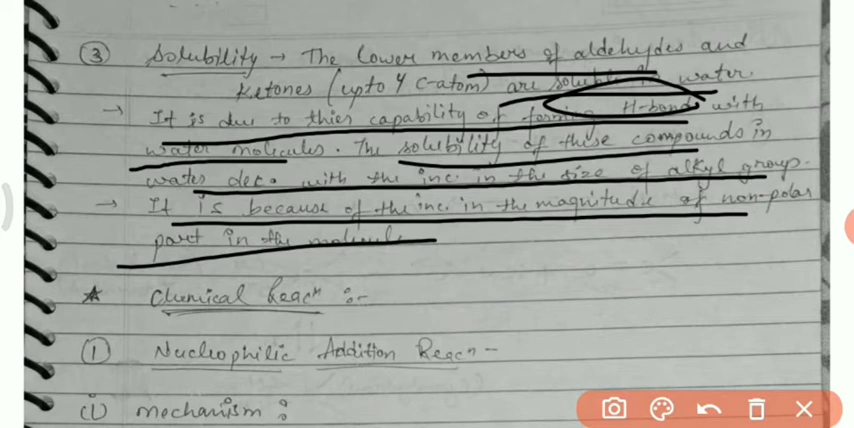 ③ Solubility → The lower members of aldehydes and
Ketones (upto 4 C-atom) are soluble in water
→ It is due to thier capability of forming H-bond with
water molecules. The solubility of these compounds in
water dec. with the inc. in the size of alkyl group.
→ It is because of the inc. in the magnitude of non-polar
part in the molecule
★ Chemical Reacn :-
① Nucleophilic Addition Reacn -
(i) mechanism :